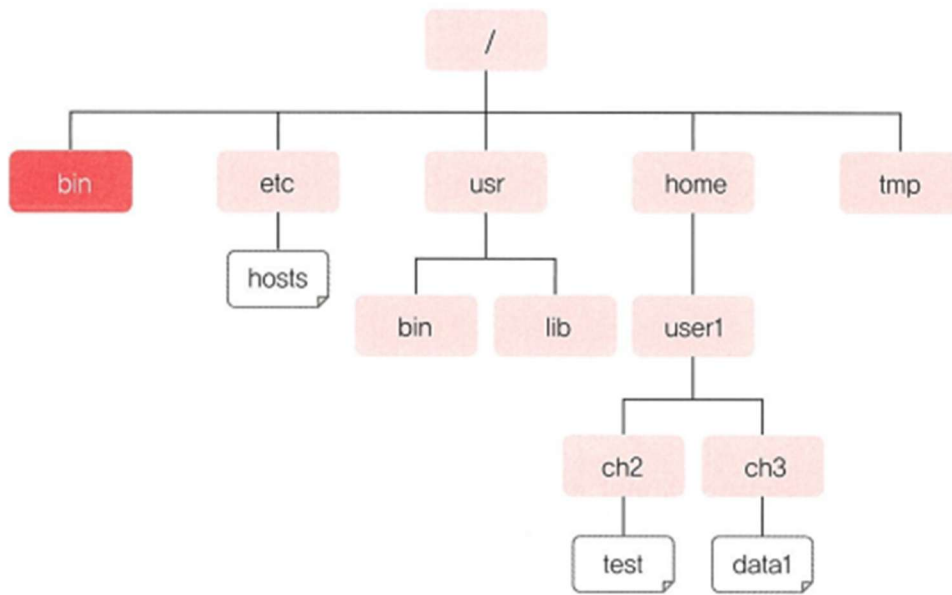 /
bin
etc
usr
home
tmp
hosts
bin
lib
user1
ch2
ch3
test
data1